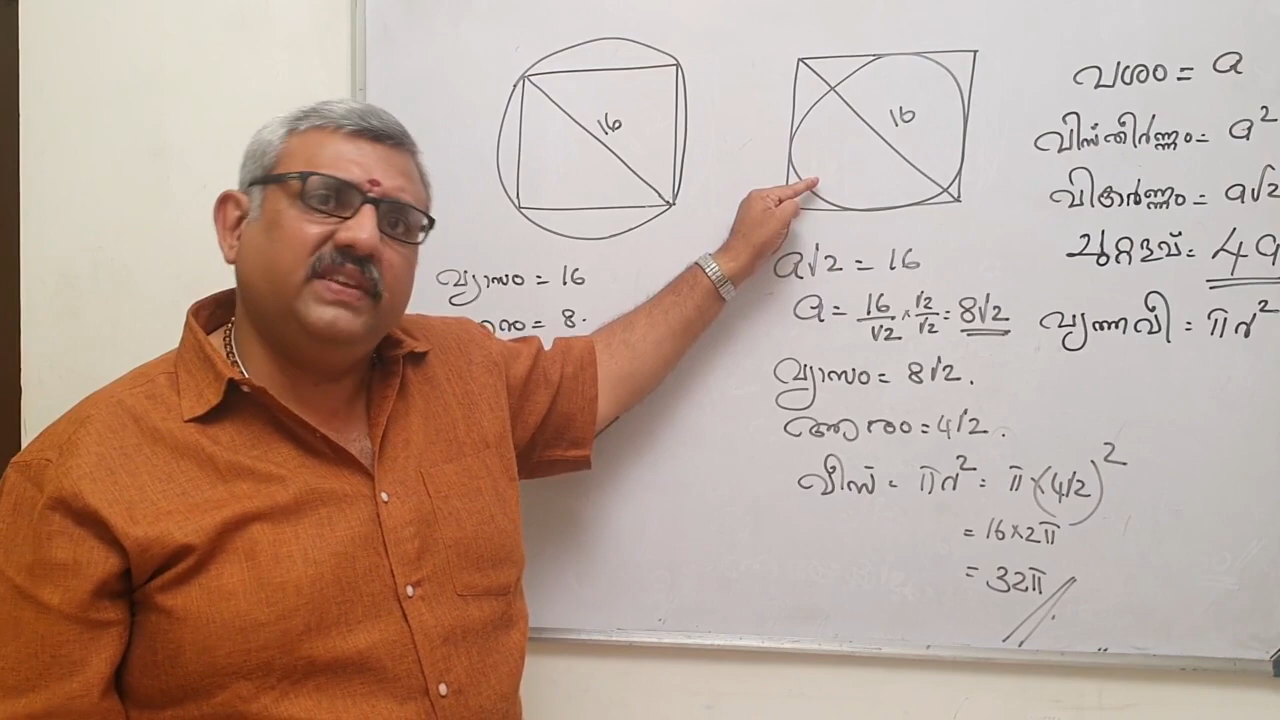 16
വ്യാസം = 16
= 8.
16
a√2 = 16
a = 16/√2 × √2/√2 = 8√2
വ്യാസം = 8√2.
ആരം = 4√2.
വിസ് = πr² = π×(4√2)²
= 16×2π
= 32π
വശം = a
വിസ്തീർണ്ണം = a²
വികർണ്ണം = a√2
ചുറ്റളവ് = 4a
πr²